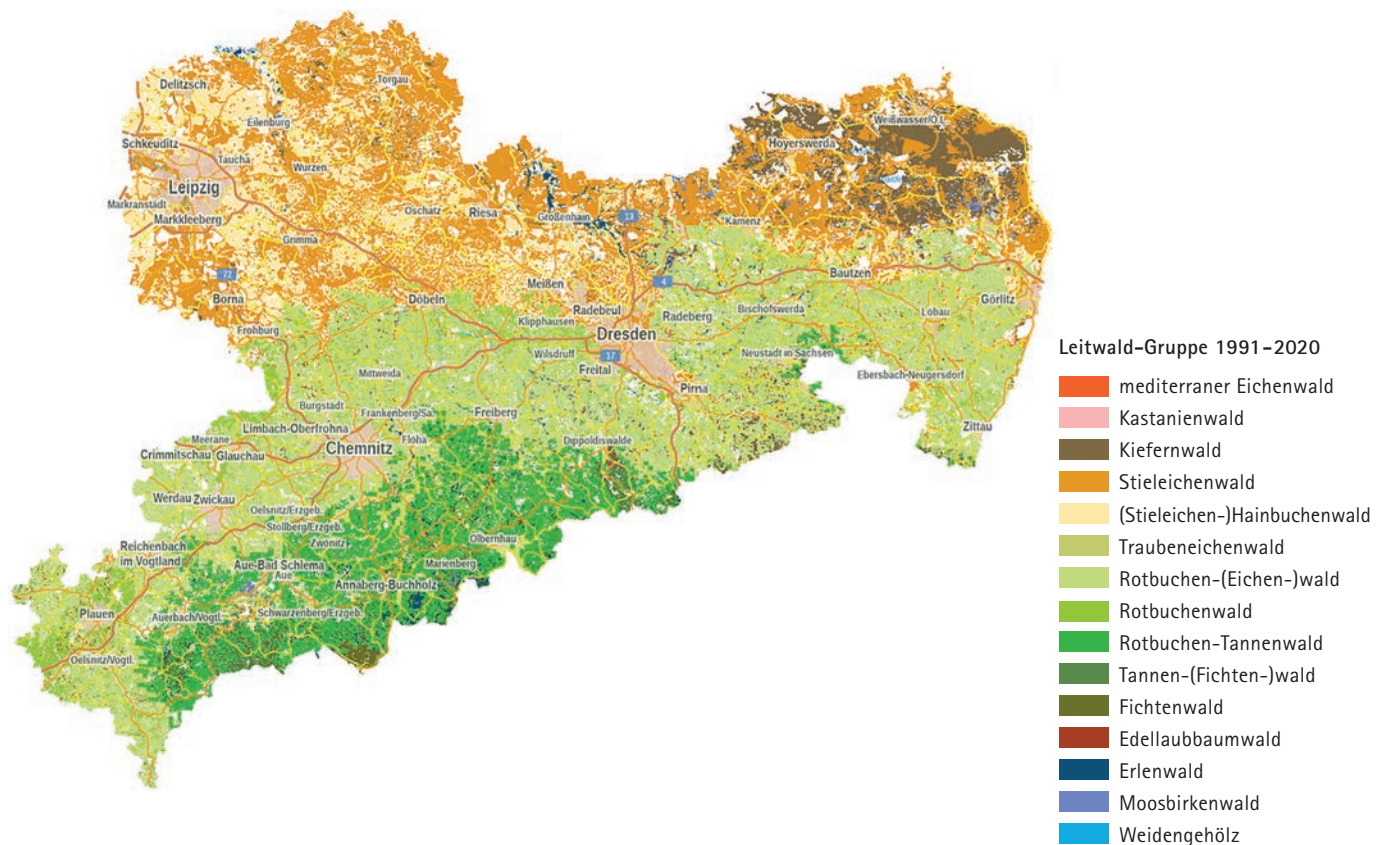 Delitzsch
Torgau
Eilenburg
Schkeuditz
Taucha
Wurzen
Leipzig
Markranstädt
Markkleeberg
Oschatz
Riesa
Grimma
Großenhain
13
Weißwasser/O.L.
Hoyerswerda
Kamenz
72
Borna
Meißen
4
Bautzen
Döbeln
Radebeul
Radeberg
Bischofswerda
Görlitz
Löbau
Klipphausen
Frohburg
Dresden
Wilsdruff
17
Freital
Neustadt in Sachsen
Mittweida
Pirna
Ebersbach-Neugersdorf
Burgstädt
Frankenberg/Sa.
Freiberg
Limbach-Oberfrohna
Zittau
Meerane
Chemnitz
Flöha
Dippoldiswalde
Crimmitschau
Glauchau
Werdau
Zwickau
Oelsnitz/Erzgeb.
Stollberg/Erzgeb.
Zwönitz
Olbernhau
Reichenbach
im Vogtland
Aue-Bad Schlema
Aue
Marienberg
Annaberg-Buchholz
Plauen
Auerbach/Vogtl.
Schwarzenberg/Erzgeb.
Oelsnitz/Vogtl.
Leitwald-Gruppe 1991-2020
mediterraner Eichenwald
Kastanienwald
Kiefernwald
Stieleichenwald
(Stieleichen-)Hainbuchenwald
Traubeneichenwald
Rotbuchen-(Eichen-)wald
Rotbuchenwald
Rotbuchen-Tannenwald
Tannen-(Fichten-)wald
Fichtenwald
Edellaubbaumwald
Erlenwald
Moosbirkenwald
Weidengehölz